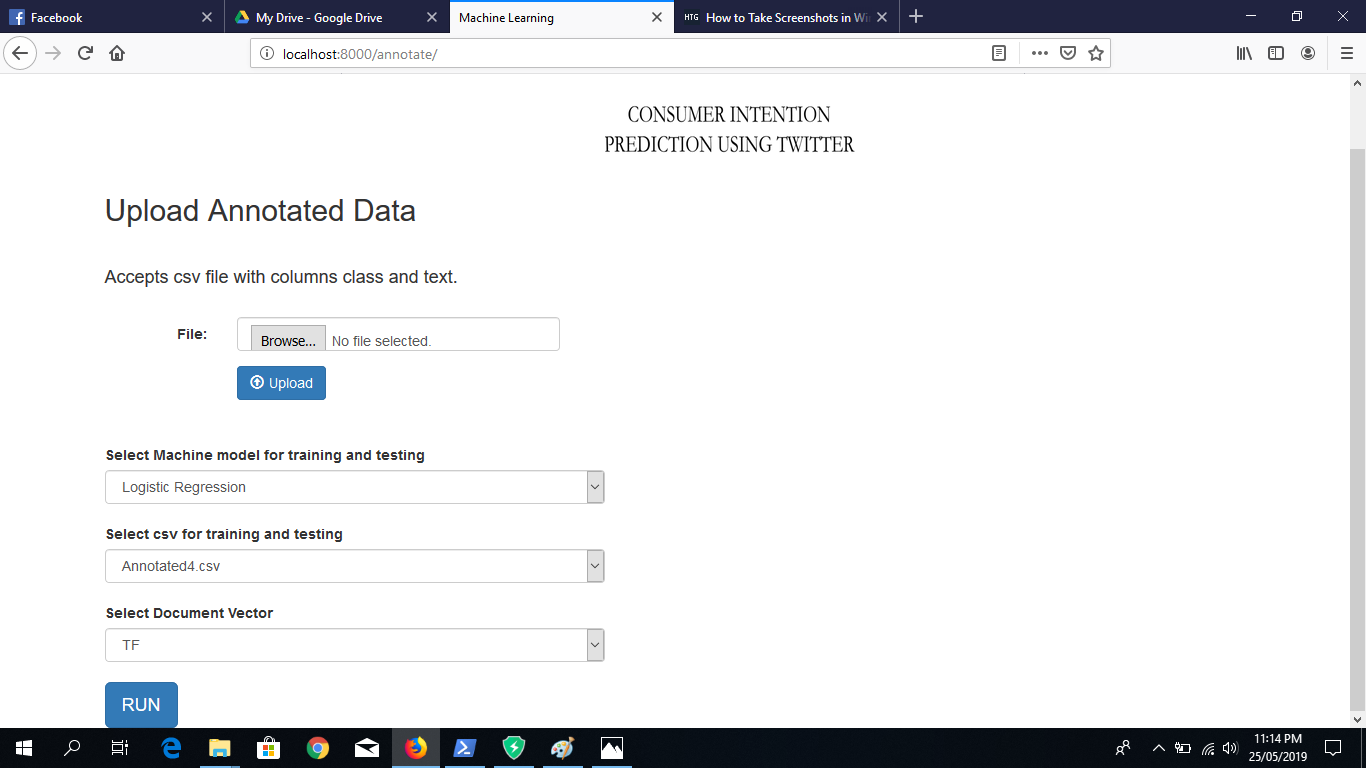 Facebook
My Drive - Google Drive
Machine Learning
HTG How to Take Screenshots in Win
localhost:8000/annotate/
CONSUMER INTENTION
PREDICTION USING TWITTER
Upload Annotated Data
Accepts csv file with columns class and text.
File:
Browse... No file selected.
Upload
Select Machine model for training and testing
Logistic Regression
Select csv for training and testing
Annotated4.csv
Select Document Vector
TF
RUN
11:14 PM
25/05/2019